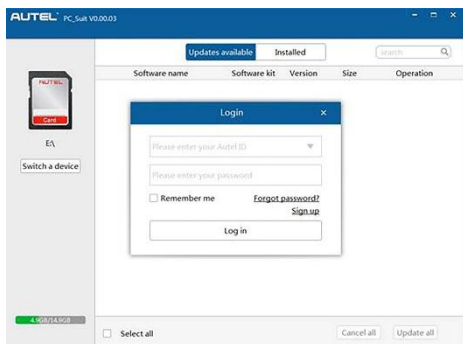 AUTEL PC_Suit V0.00.03
Updates available Installed
search
Software name Software kit Version Size Operation
AUTEL
Card
E:\
Switch a device
Login
Please enter your Autel ID
Please enter your password
Remember me Forgot password?
Sign up
Log in
4.9GB/14.9GB
Select all Cancel all Update all